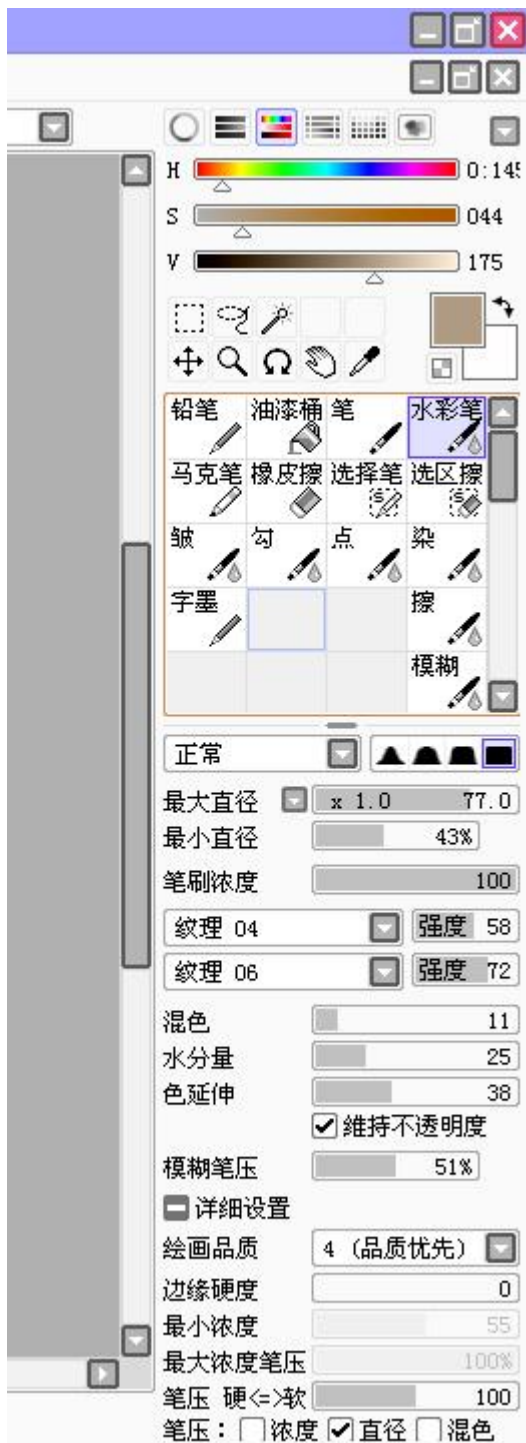 H 0:145
S 044
V 175
铅笔 油漆桶 笔 水彩笔
马克笔 橡皮擦 选择笔 选区擦
皴 勾 点 染
字墨 擦
模糊
正常
最大直径 x 1.0 77.0
最小直径 43%
笔刷浓度 100
纹理 04 强度 58
纹理 06 强度 72
混色 11
水分量 25
色延伸 38
維持不透明度
模糊笔压 51%
详细设置
绘画品质 4 (品质优先)
边缘硬度 0
最小浓度 55
最大浓度笔压 100%
笔压 硬<=>软 100
笔压： 浓度 直径 混色